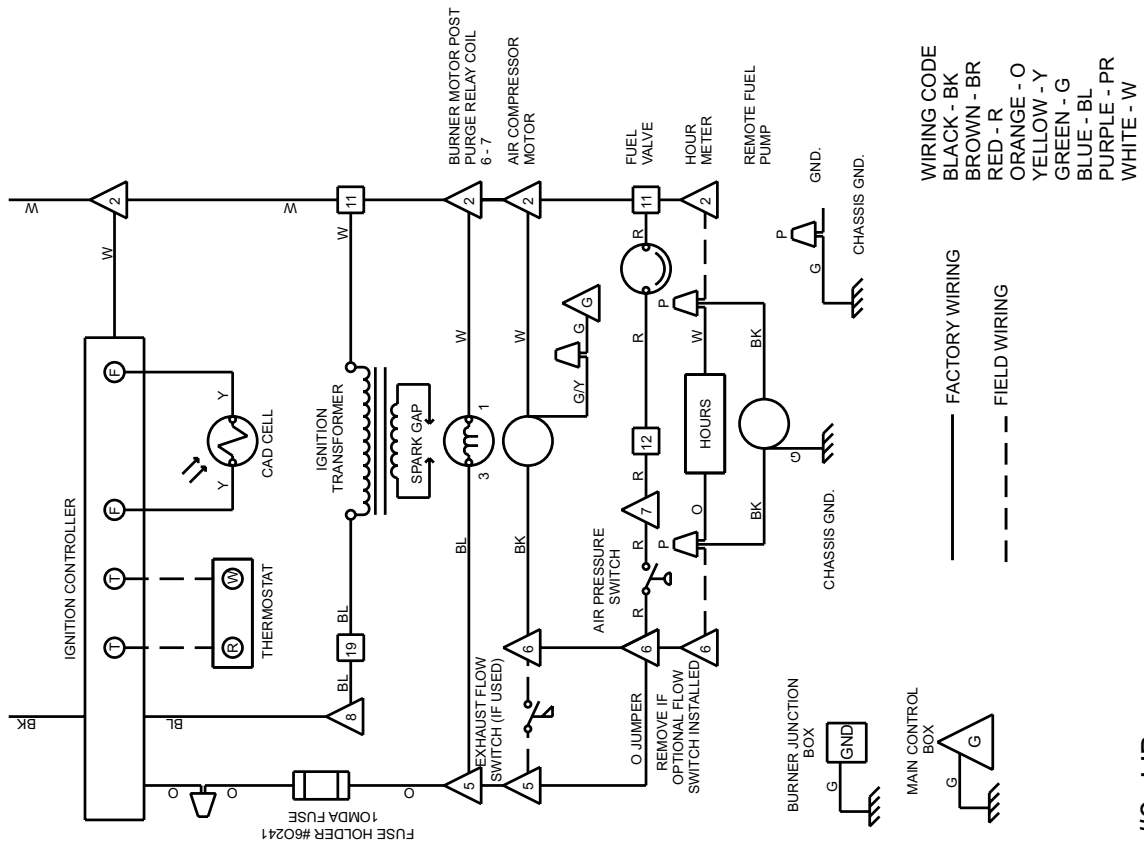 BK
W
IGNITION CONTROLLER
T
T
F
F
W
2
W
BL
O
O
THERMOSTAT
R
W
Y
Y
CAD CELL
FUSE HOLDER #60241
10MDA FUSE
O
8
BL
19
BL
IGNITION
TRANSFORMER
SPARK GAP
W
11
5
BL
3
1
W
2
BURNER MOTOR POST
PURGE RELAY COIL
6 - 7
EXHAUST FLOW
SWITCH (IF USED)
5
6
BK
W
2
AIR COMPRESSOR
MOTOR
G/Y
G
G
O JUMPER
REMOVE IF
OPTIONAL FLOW
SWITCH INSTALLED
6
R
AIR PRESSURE
SWITCH
R
7
R
12
R
R
11
FUEL
VALVE
6
P
O
HOURS
W
P
2
HOUR
METER
BK
BK
G
REMOTE FUEL
PUMP
CHASSIS GND.
P
G
GND.
CHASSIS GND.
BURNER JUNCTION
BOX
G
GND
MAIN CONTROL
BOX
G
G
FACTORY WIRING
FIELD WIRING
WIRING CODE
BLACK - BK
BROWN - BR
RED - R
ORANGE - O
YELLOW - Y
GREEN - G
BLUE - BL
PURPLE - PR
WHITE - W